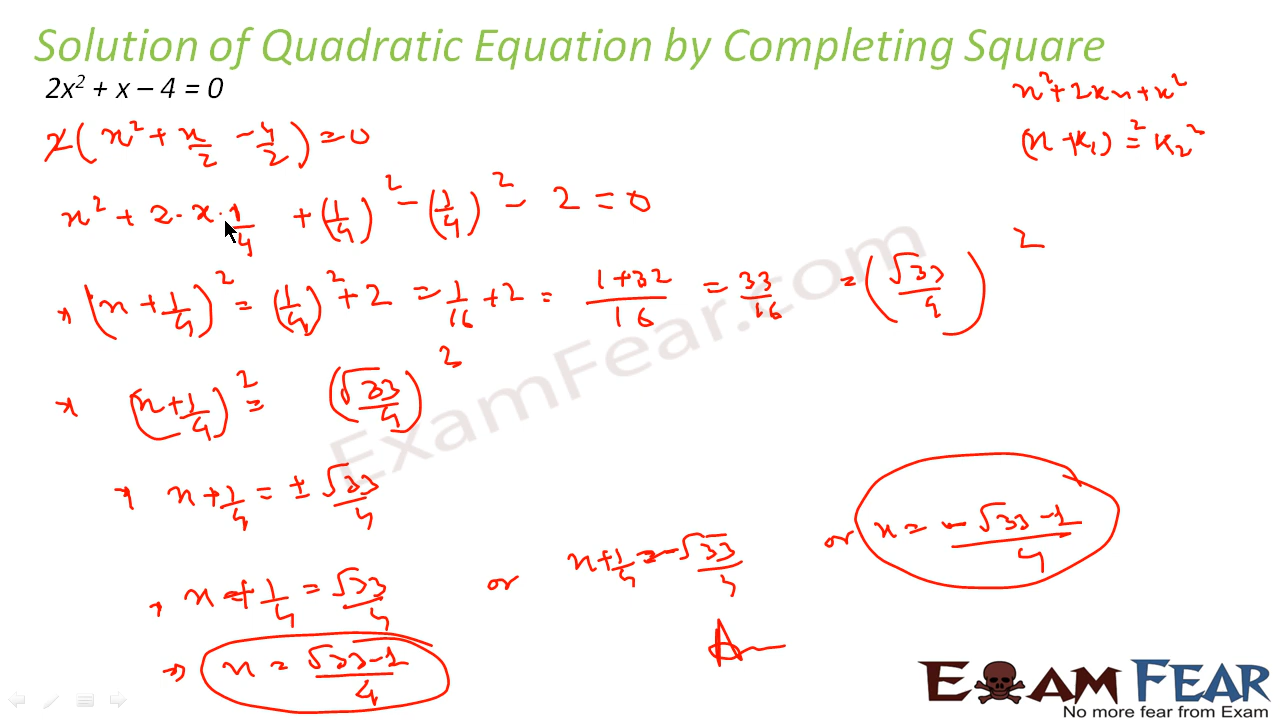 Solution of Quadratic Equation by Completing Square
2x² + x – 4 = 0
x² + 2kx + k²
(x + k₁)² = k₂²
2( x² + x/2 - 4/2 ) = 0
x² + 2 · x · 1/4 + (1/4)² - (1/4)² - 2 = 0
⇒ (x + 1/4)² = (1/4)² + 2 = 1/16 + 2 = (1+32)/16 = 33/16 = (√33/4)²
⇒ (x + 1/4)² = (√33/4)²
⇒ x + 1/4 = ± √33/4
⇒ x + 1/4 = √33/4 or x + 1/4 = -√33/4 or x = (-√33 - 1)/4
⇒ x = (√33 - 1)/4
ExamFear.com
EXAM FEAR
No more fear from Exam